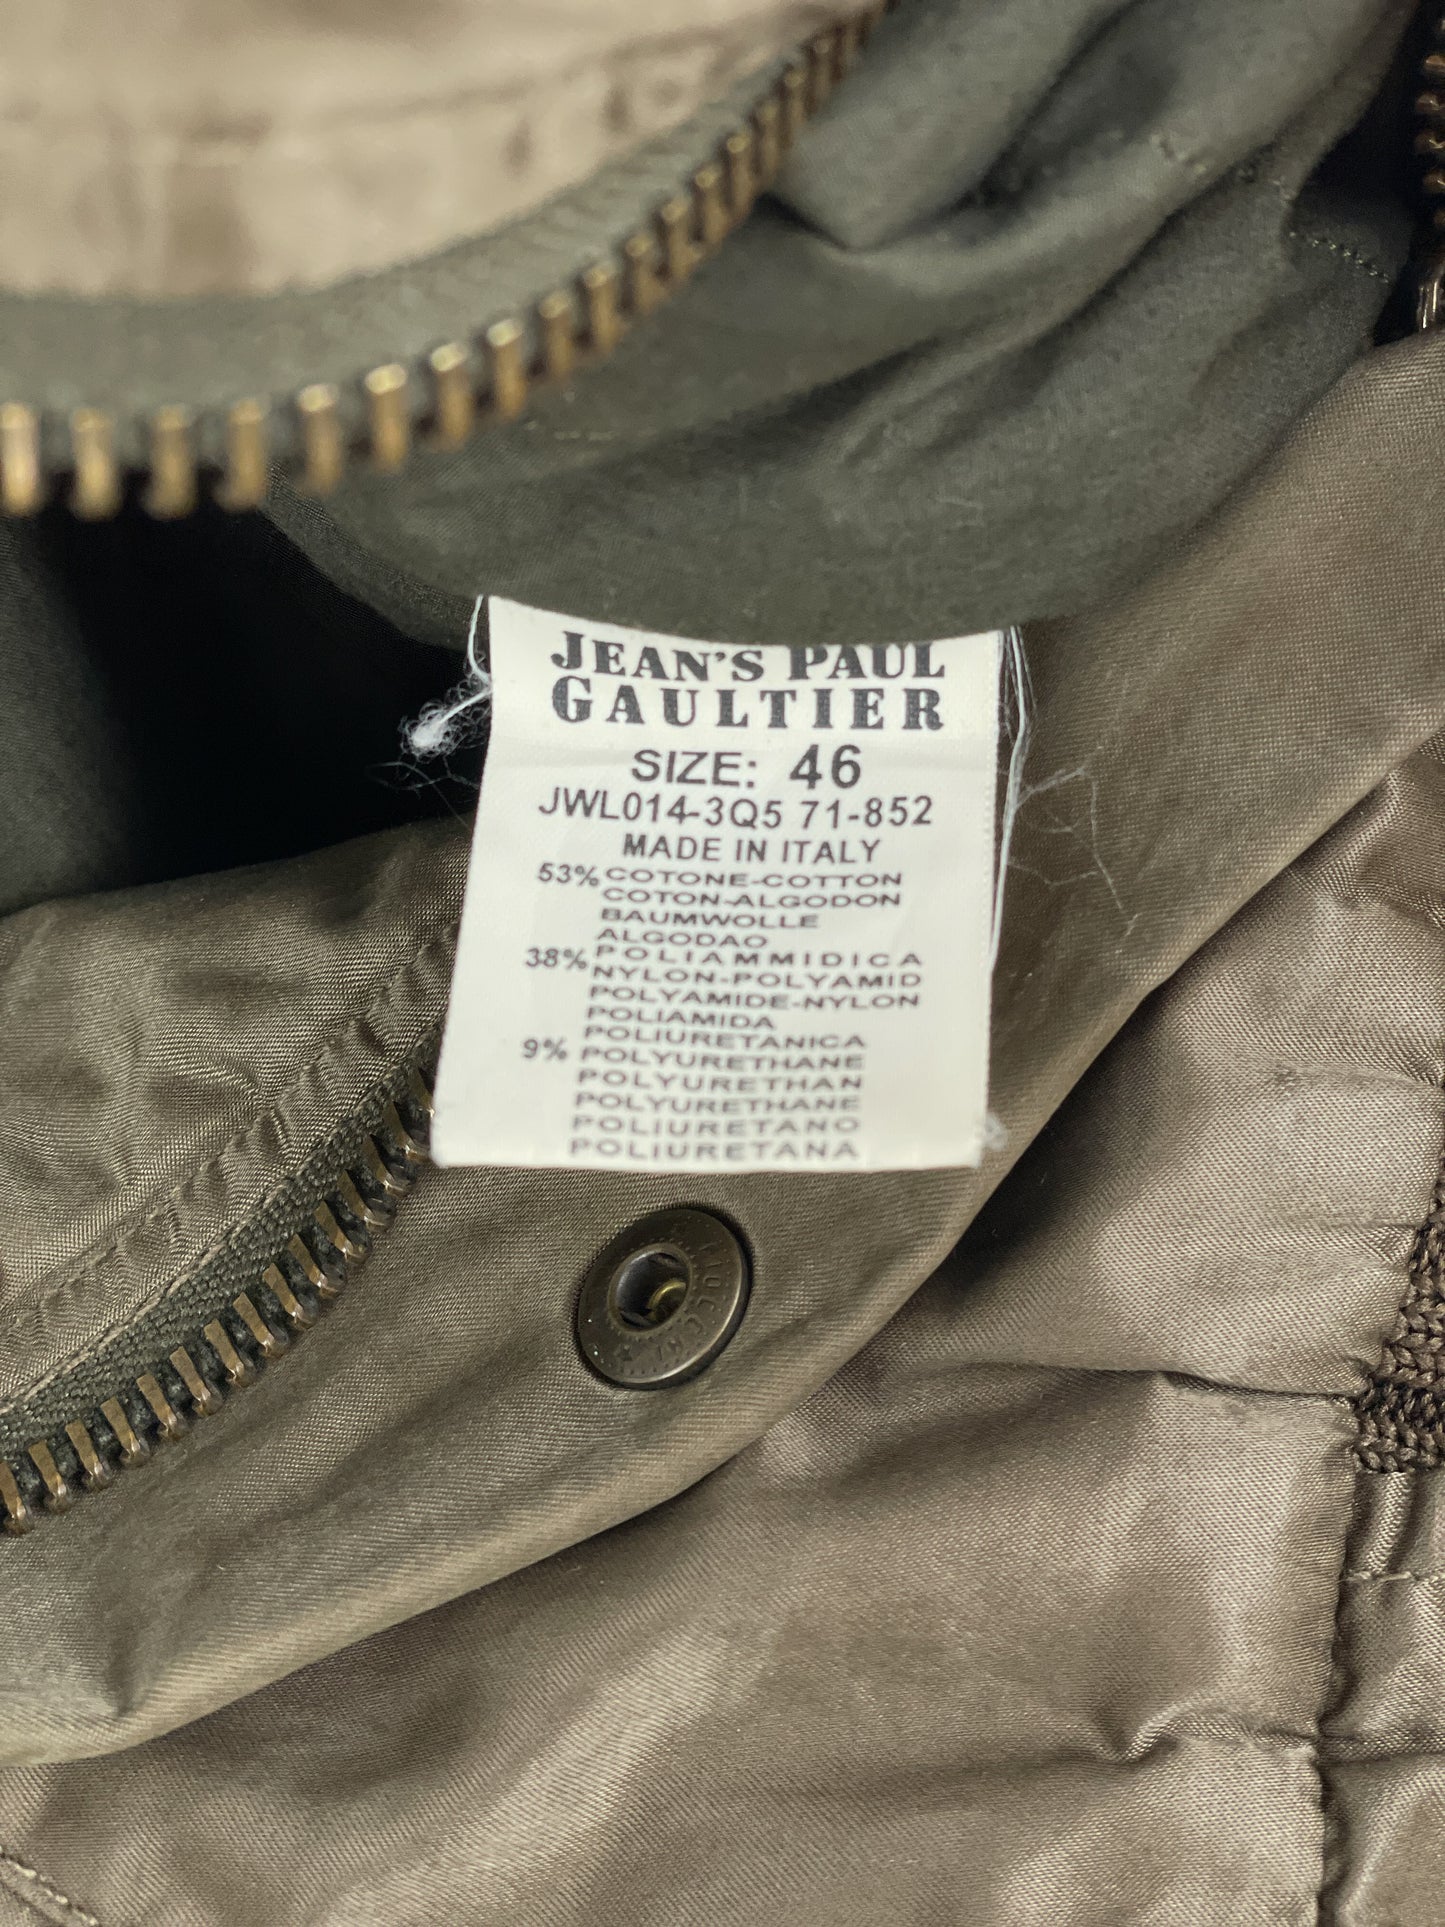 JEAN'S PAUL
GAULTIER
SIZE: 46
JWL014-3Q5 71-852
MADE IN ITALY
53% COTONE-COTTON
COTON-ALGODON
BAUMWOLLE
ALGODAO
38% POLIAMMIDICA
NYLON-POLYAMID
POLYAMIDE-NYLON
POLIAMIDA
POLIURETANICA
9% POLYURETHANE
POLYURETHAN
POLYURETHANE
POLIURETANO
POLIURETANA